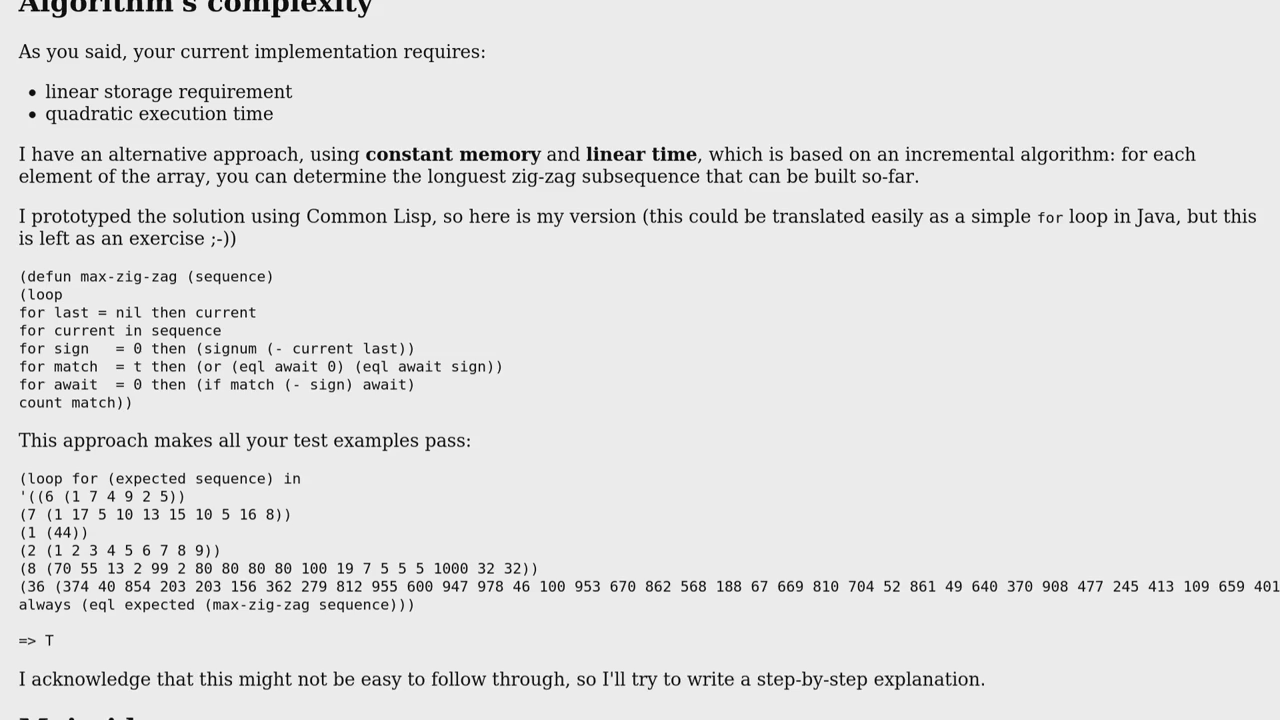 Algorithm's complexity
As you said, your current implementation requires:
• linear storage requirement
• quadratic execution time
I have an alternative approach, using constant memory and linear time, which is based on an incremental algorithm: for each
element of the array, you can determine the longuest zig-zag subsequence that can be built so-far.
I prototyped the solution using Common Lisp, so here is my version (this could be translated easily as a simple for loop in Java, but this
is left as an exercise ;-))
(defun max-zig-zag (sequence)
(loop
for last = nil then current
for current in sequence
for sign   = 0 then (signum (- current last))
for match  = t then (or (eql await 0) (eql await sign))
for await  = 0 then (if match (- sign) await)
count match))
This approach makes all your test examples pass:
(loop for (expected sequence) in
'((6 (1 7 4 9 2 5))
(7 (1 17 5 10 13 15 10 5 16 8))
(1 (44))
(2 (1 2 3 4 5 6 7 8 9))
(8 (70 55 13 2 99 2 80 80 80 80 100 19 7 5 5 5 1000 32 32))
(36 (374 40 854 203 203 156 362 279 812 955 600 947 978 46 100 953 670 862 568 188 67 669 810 704 52 861 49 640 370 908 477 245 413 109 659 401
always (eql expected (max-zig-zag sequence)))
=> T
I acknowledge that this might not be easy to follow through, so I'll try to write a step-by-step explanation.